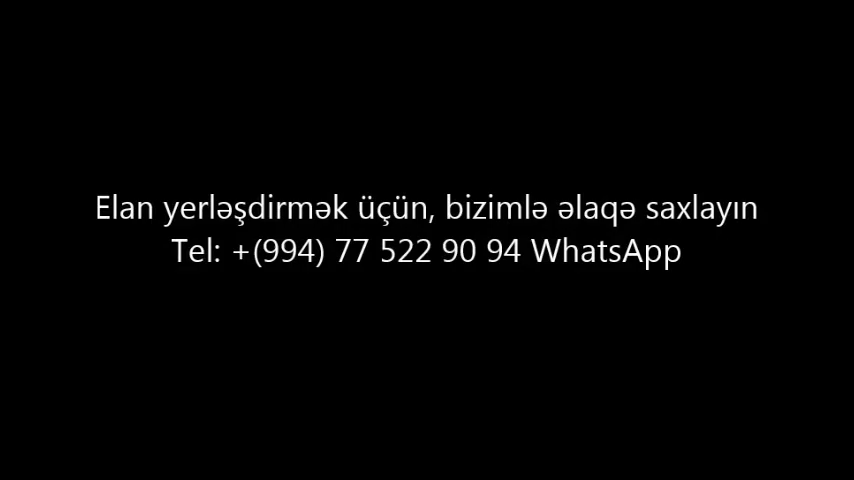 Elan yerləşdirmək üçün, bizimlə əlaqə saxlayın
Tel: +(994) 77 522 90 94 WhatsApp